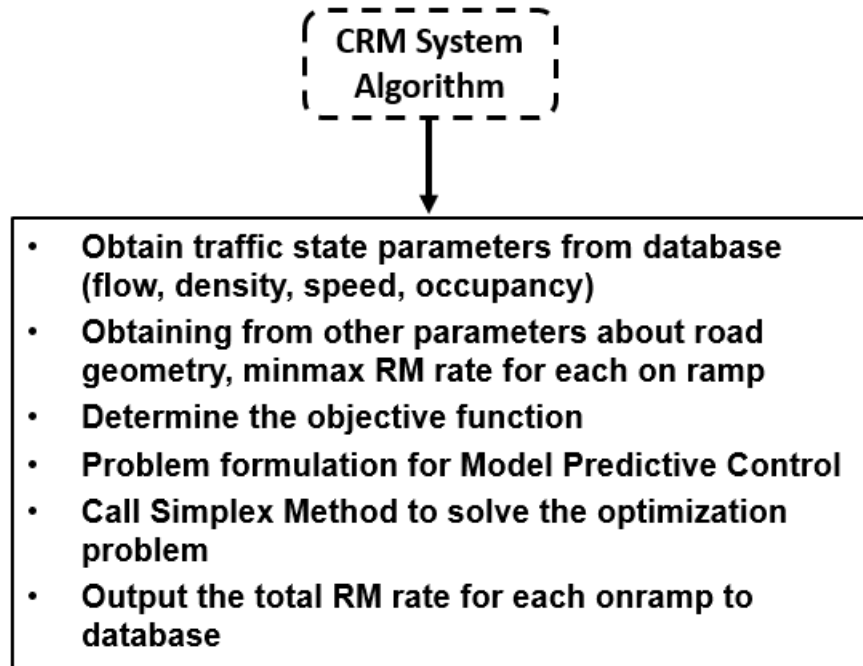 CRM System
Algorithm
• Obtain traffic state parameters from database
(flow, density, speed, occupancy)
• Obtaining from other parameters about road
geometry, minmax RM rate for each on ramp
• Determine the objective function
• Problem formulation for Model Predictive Control
• Call Simplex Method to solve the optimization
problem
• Output the total RM rate for each onramp to
database